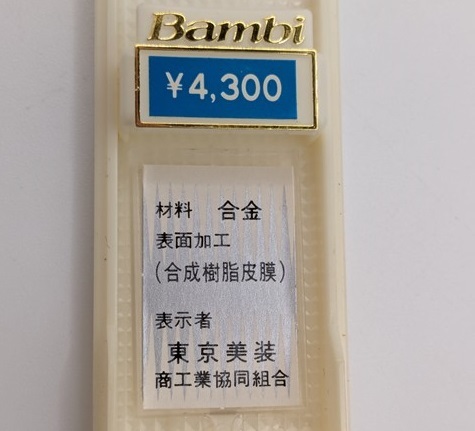 Bambi
¥4,300
材料 合金
表面加工
(合成樹脂皮膜)
表示者
東京美装
商工業協同組合